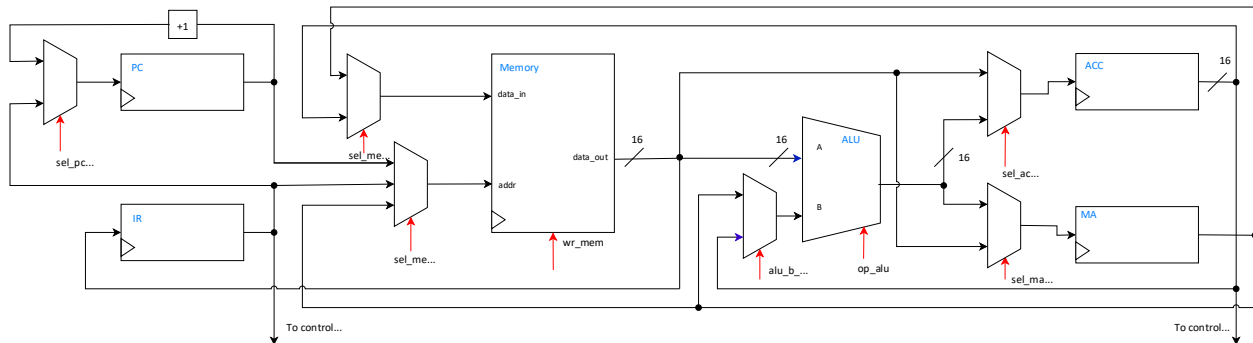 +1
PC
sel_pc...
IR
To control...
sel_me...
sel_me...
Memory
data_in
data_out
addr
wr_mem
16
16
A
ALU
B
alu_b_...
op_alu
16
sel_ac...
ACC
16
MA
sel_ma...
To control...